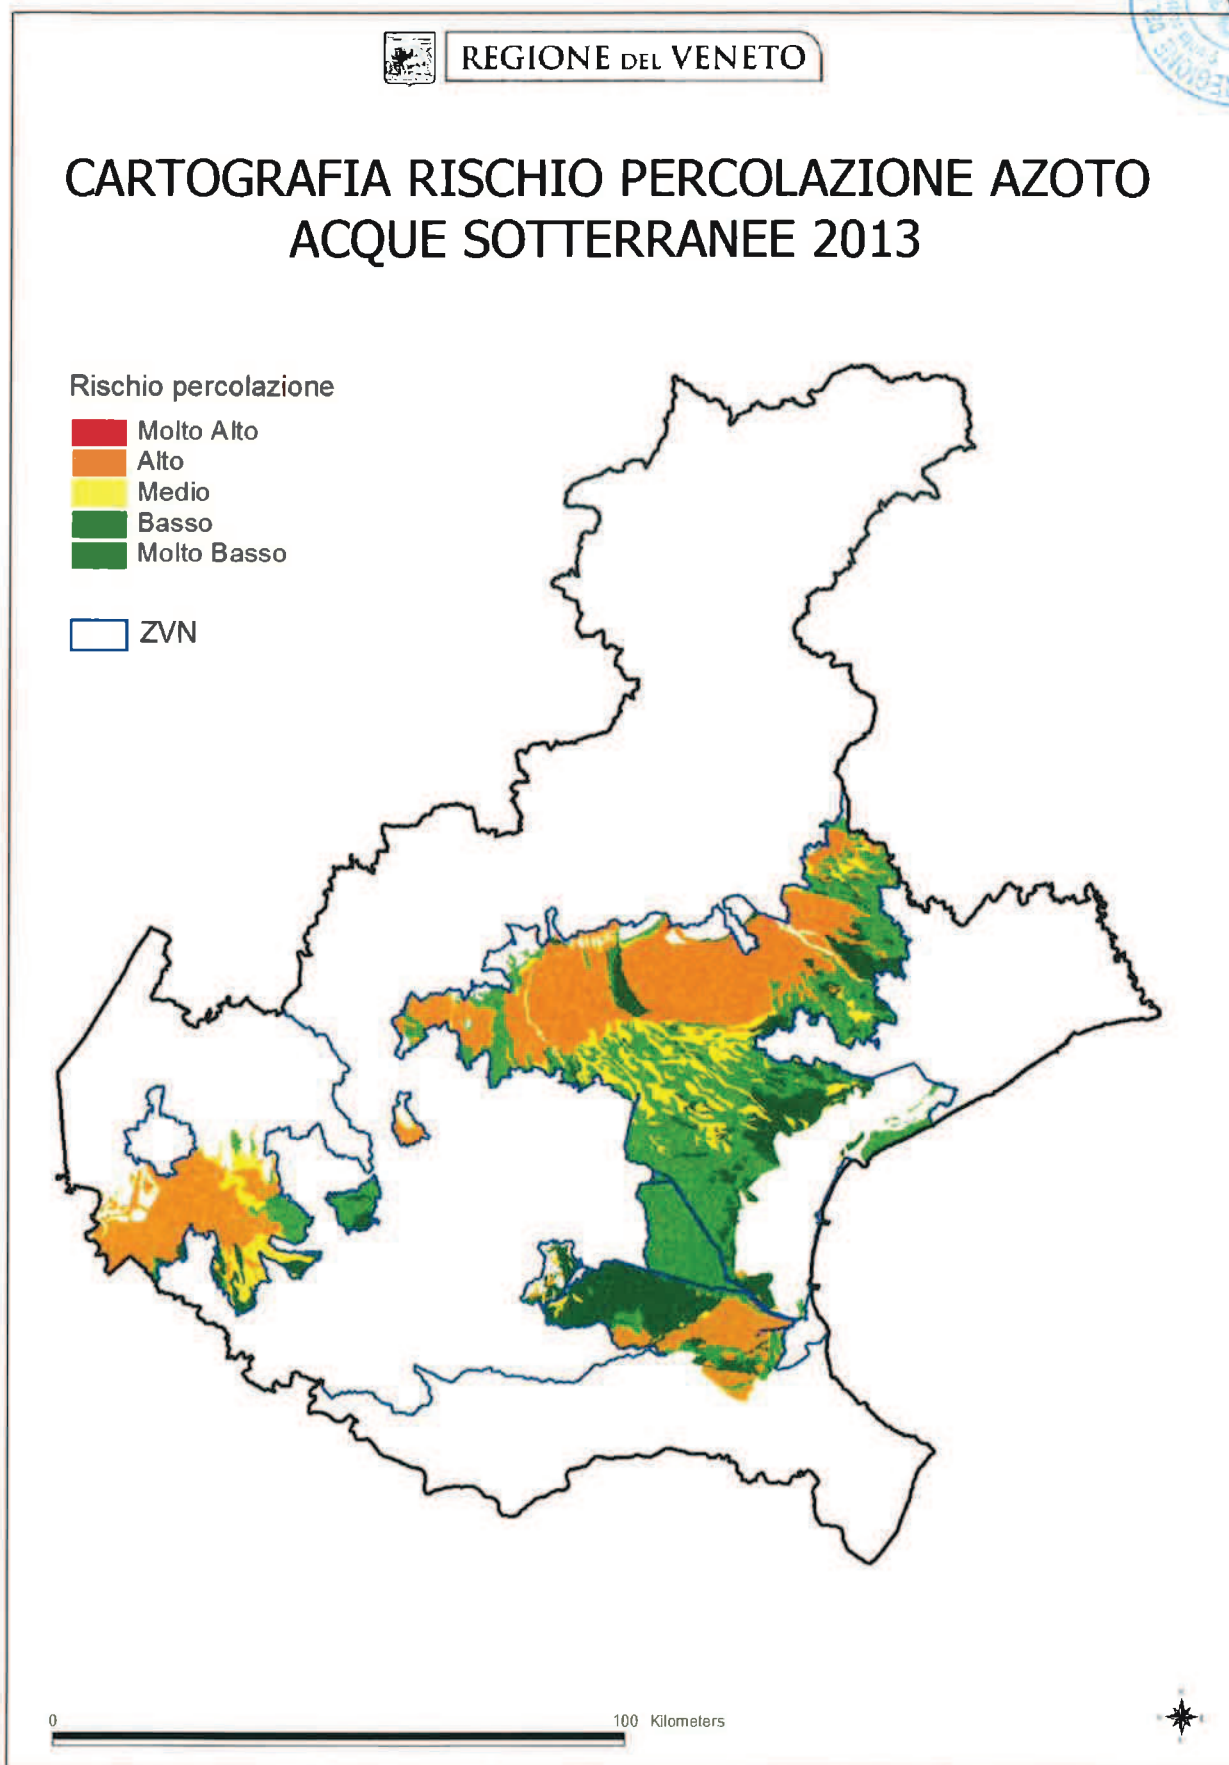 REGIONE DEL VENETO
CARTOGRAFIA RISCHIO PERCOLAZIONE AZOTO
ACQUE SOTTERRANEE 2013
Rischio percolazione
Molto Alto
Alto
Medio
Basso
Molto Basso
ZVN
0 100 Kilometers